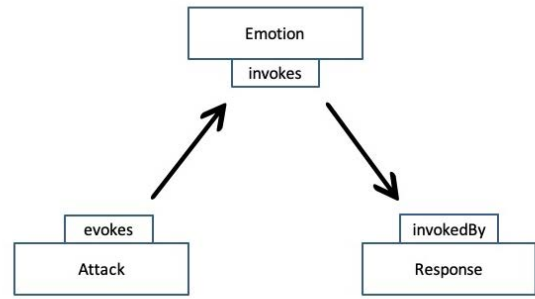 Emotion
invokes
evokes
Attack
invokedBy
Response